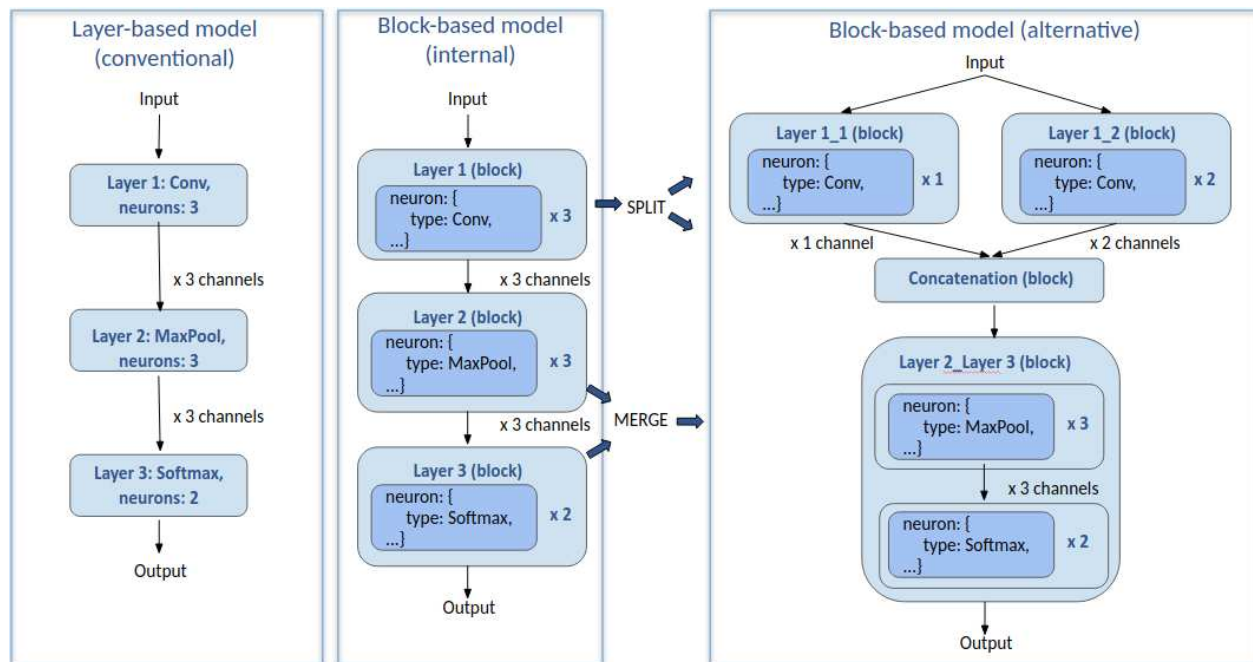 Layer-based model
(conventional)
Input
Layer 1: Conv,
neurons: 3
x 3 channels
Layer 2: MaxPool,
neurons: 3
x 3 channels
Layer 3: Softmax,
neurons: 2
Output
Block-based model
(internal)
Input
Layer 1 (block)
neuron: {
type: Conv,
...}
x 3
x 3 channels
Layer 2 (block)
neuron: {
type: MaxPool,
...}
x 3
x 3 channels
Layer 3 (block)
neuron: {
type: Softmax,
...}
x 2
Output
SPLIT
MERGE
Block-based model (alternative)
Input
Layer 1_1 (block)
neuron: {
type: Conv,
...}
x 1
Layer 1_2 (block)
neuron: {
type: Conv,
...}
x 2
x 1 channel
x 2 channels
Concatenation (block)
Layer 2_Layer 3 (block)
neuron: {
type: MaxPool,
...}
x 3
x 3 channels
neuron: {
type: Softmax,
...}
x 2
Output